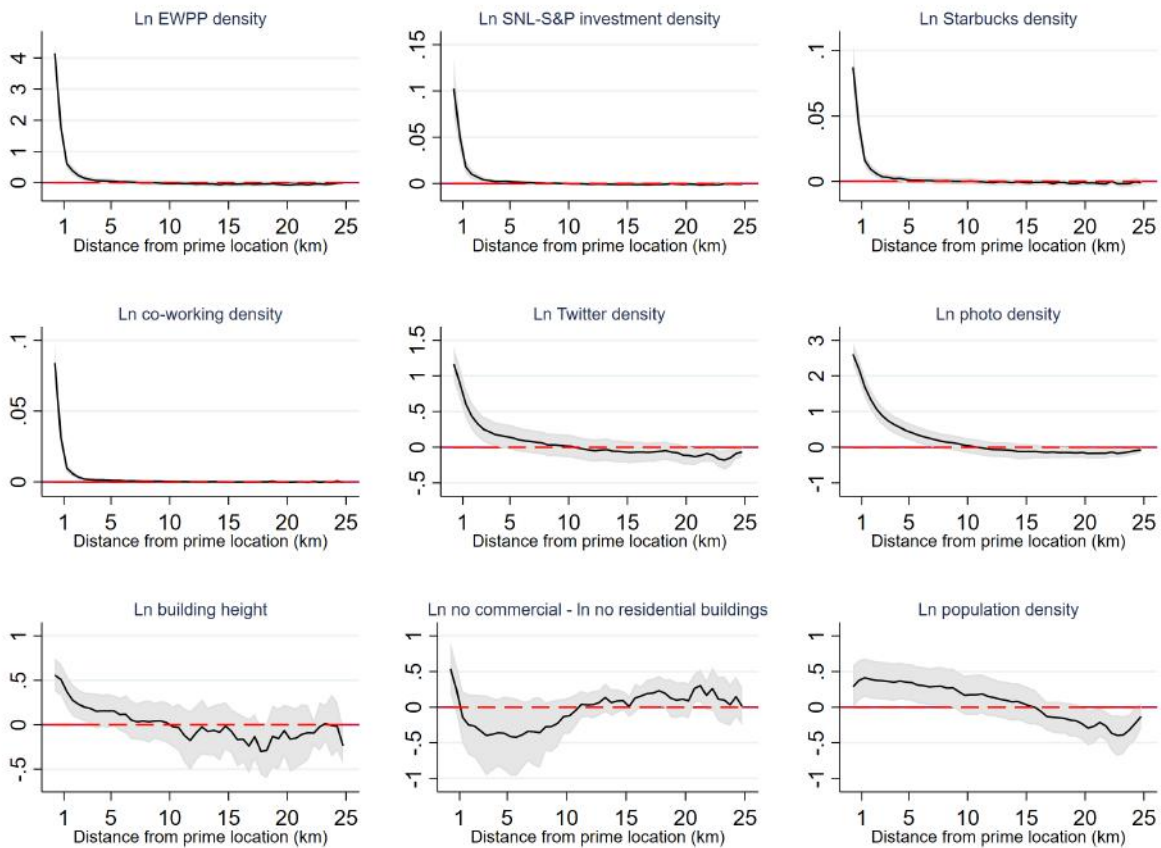 Ln EWPP density
4
3
2
1
0
1 5 10 15 20 25
Distance from prime location (km)
Ln SNL-S&P investment density
.15
.1
.05
0
1 5 10 15 20 25
Distance from prime location (km)
Ln Starbucks density
.1
.05
0
1 5 10 15 20 25
Distance from prime location (km)
Ln co-working density
.1
.05
0
1 5 10 15 20 25
Distance from prime location (km)
Ln Twitter density
1.5
1
.5
0
-.5
1 5 10 15 20 25
Distance from prime location (km)
Ln photo density
3
2
1
0
-1
1 5 10 15 20 25
Distance from prime location (km)
Ln building height
1
.5
0
-.5
1 5 10 15 20 25
Distance from prime location (km)
Ln no commercial - ln no residential buildings
1
.5
0
-.5
-1
1 5 10 15 20 25
Distance from prime location (km)
Ln population density
1
.5
0
-.5
-1
1 5 10 15 20 25
Distance from prime location (km)